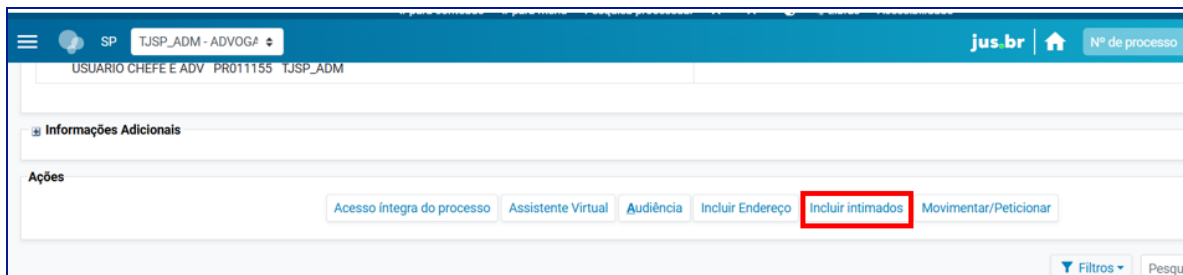 SP TJSP_ADM - ADVOGA jus.br Nº de processo
USUARIO CHEFE E ADV PR011155 TJSP_ADM
Informações Adicionais
Ações
Acesso íntegra do processo Assistente Virtual Audiência Incluir Endereço Incluir intimados Movimentar/Peticionar
Filtros Pesqu